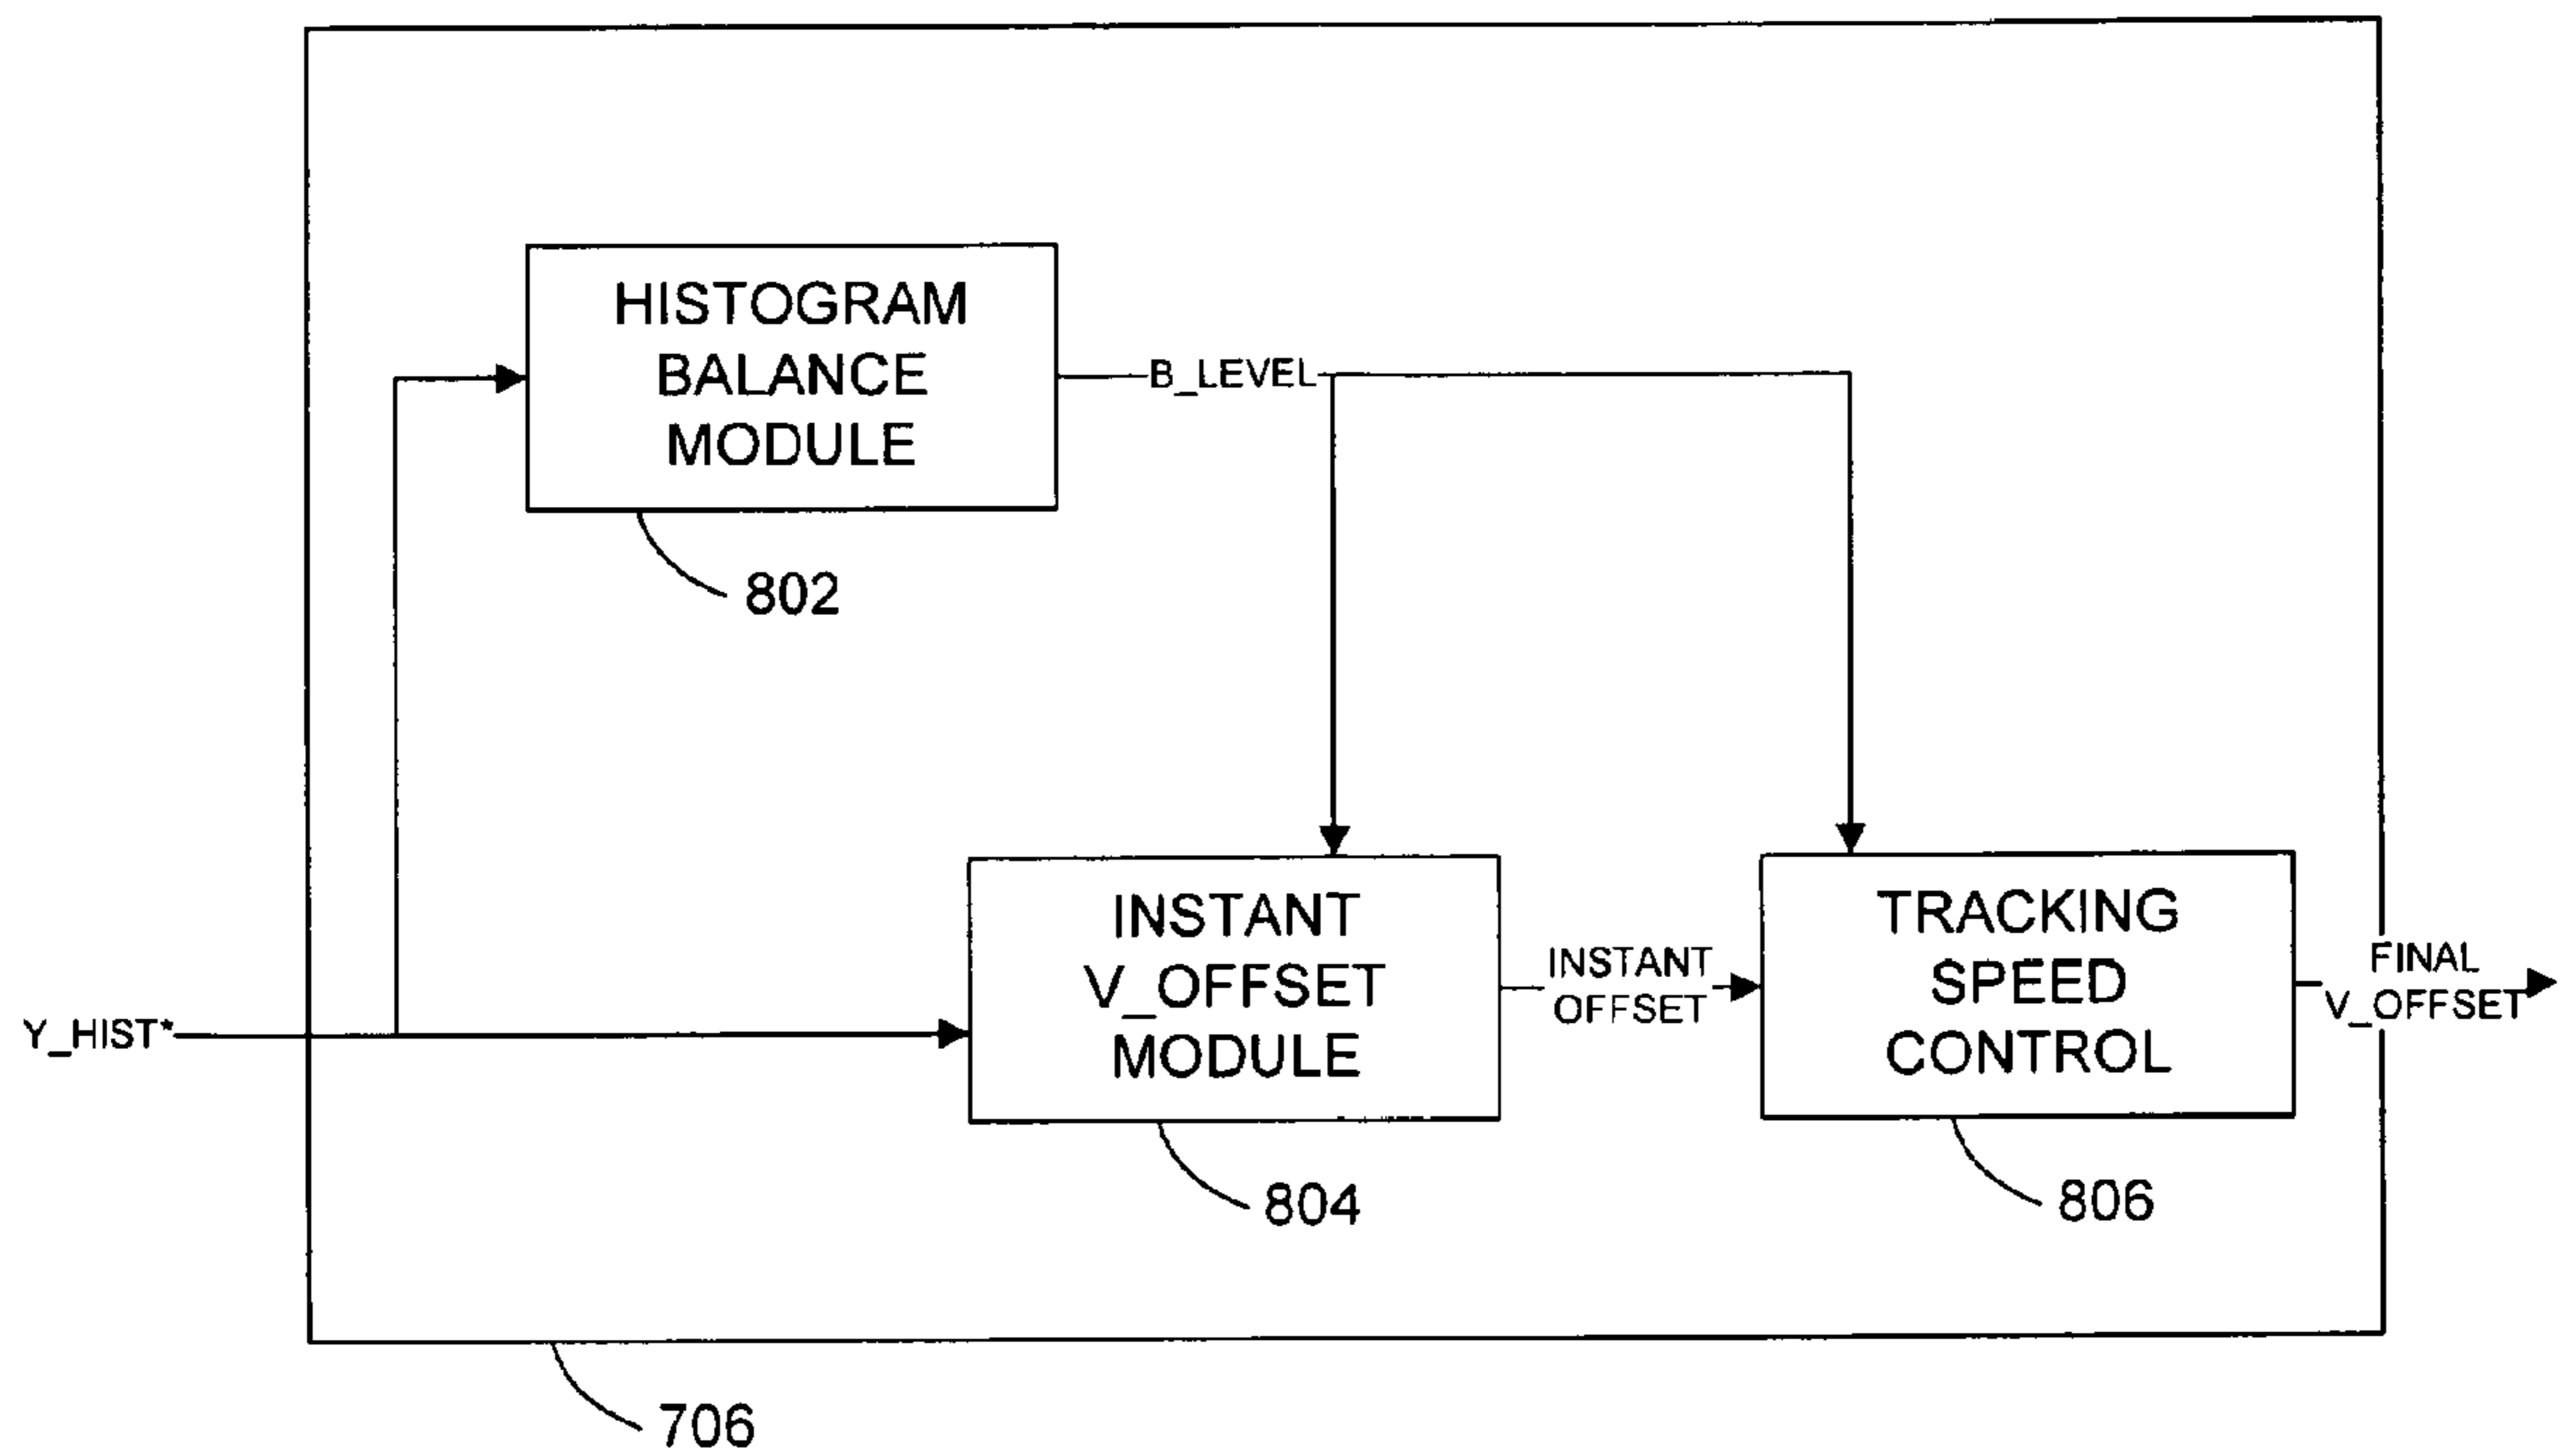 HISTOGRAM
BALANCE
MODULE
B_LEVEL
802
INSTANT
V_OFFSET
MODULE
INSTANT
OFFSET
TRACKING
SPEED
CONTROL
FINAL
V_OFFSET
Y_HIST*
804
806
706